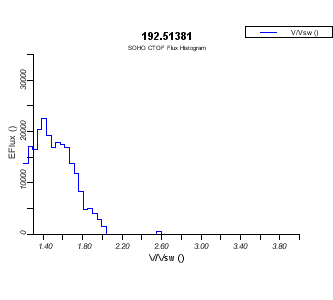 192.51381
SOHO CTOF Flux Histogram
V/Vsw ()
EFlux ()
30000
20000
10000
0
1.40 1.80 2.20 2.60 3.00 3.40 3.80
V/Vsw ()